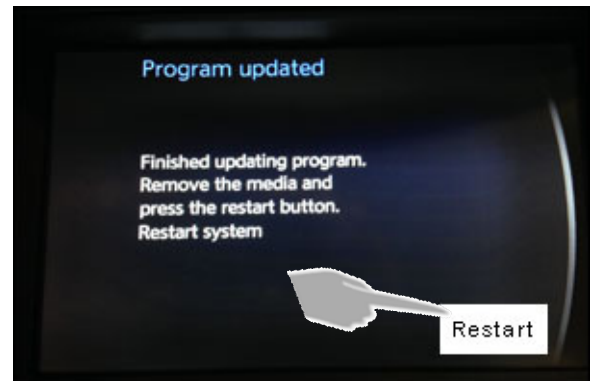 Program updated
Finished updating program.
Remove the media and
press the restart button.
Restart system
Restart